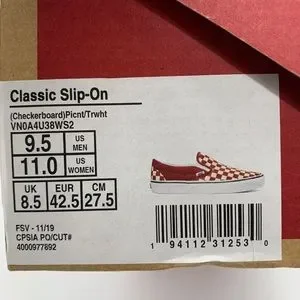 Classic Slip-On
(Checkerboard)Picnt/Trwht
VN0A4U38WS2
9.5 US MEN
11.0 US WOMEN
UK EUR CM
8.5 42.5 27.5
FSV - 11/19
CPSIA PO/CUT#
4000977892
1 94112 31253 0